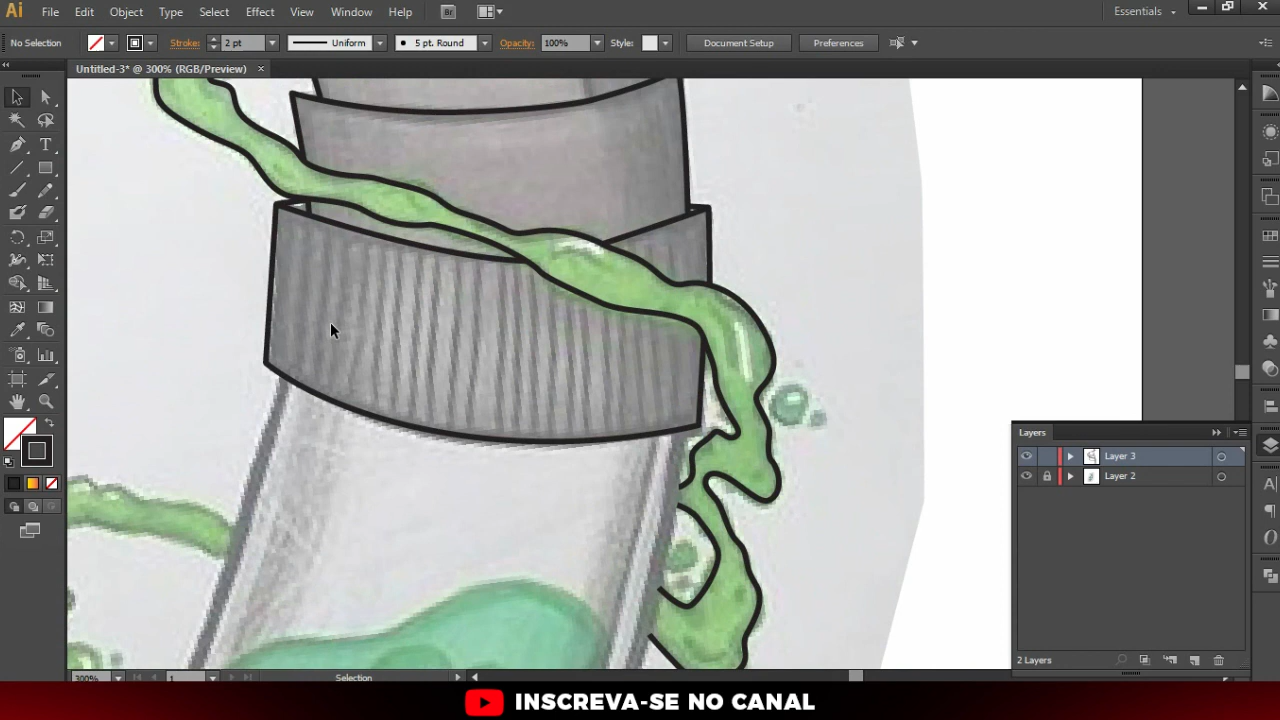 Ai File Edit Object Type Select Effect View Window Help Br Essentials
No Selection Stroke: 2 pt Uniform 5 pt. Round Opacity: 100% Style: Document Setup Preferences
Untitled-3* @ 300% (RGB/Preview) ×
Layers
Layer 3
Layer 2
2 Layers
300% 1 Selection
INSCREVA-SE NO CANAL